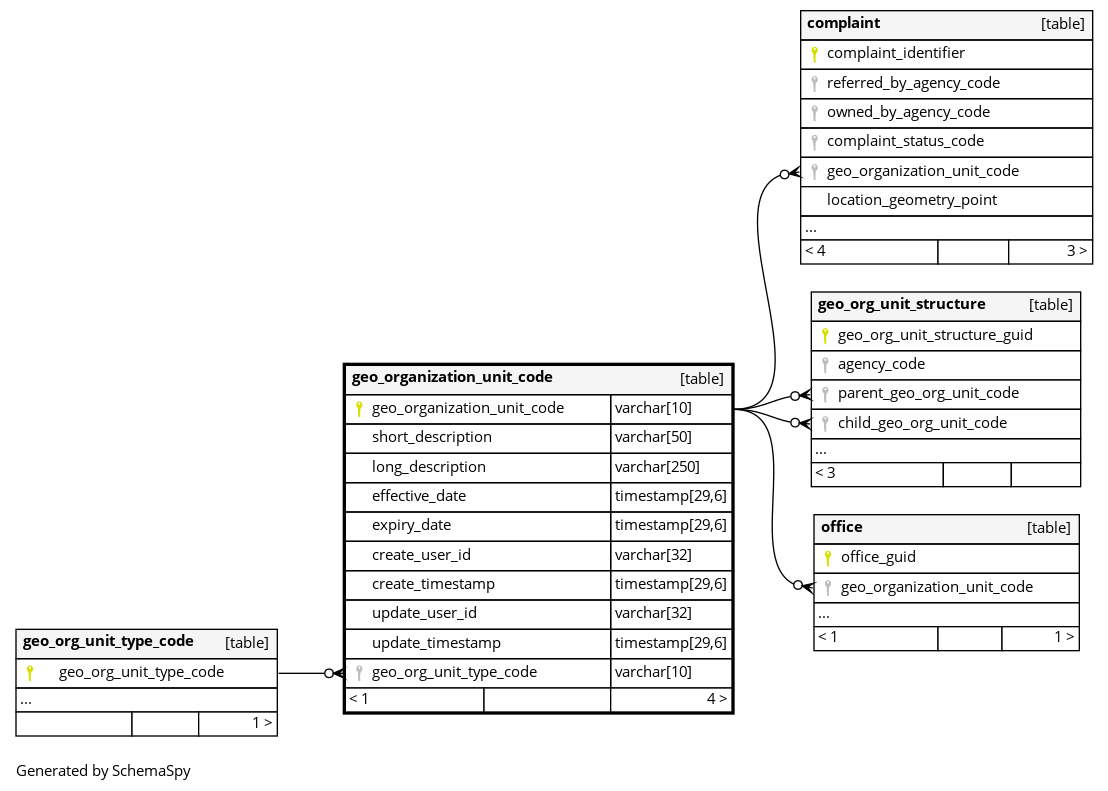 complaint [table]
complaint_identifier
referred_by_agency_code
owned_by_agency_code
complaint_status_code
geo_organization_unit_code
location_geometry_point
...
< 4 3 >
geo_org_unit_structure [table]
geo_org_unit_structure_guid
agency_code
parent_geo_org_unit_code
child_geo_org_unit_code
...
< 3
geo_organization_unit_code [table]
geo_organization_unit_code varchar[10]
short_description varchar[50]
long_description varchar[250]
effective_date timestamp[29,6]
expiry_date timestamp[29,6]
create_user_id varchar[32]
create_timestamp timestamp[29,6]
update_user_id varchar[32]
update_timestamp timestamp[29,6]
geo_org_unit_type_code varchar[10]
< 1 4 >
office [table]
office_guid
geo_organization_unit_code
...
< 1 1 >
geo_org_unit_type_code [table]
geo_org_unit_type_code
...
1 >
Generated by SchemaSpy